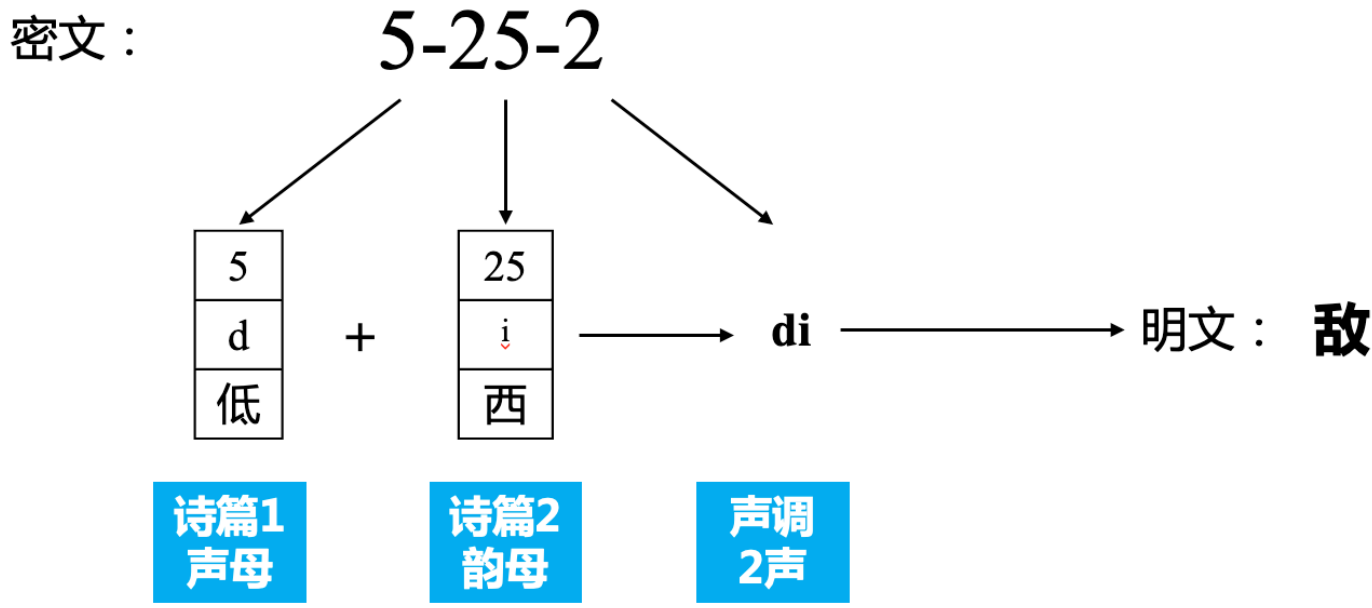 密文： 5-25-2
5 25
d + i di 明文： 敌
低 西
诗篇1 诗篇2 声调
声母 韵母 2声